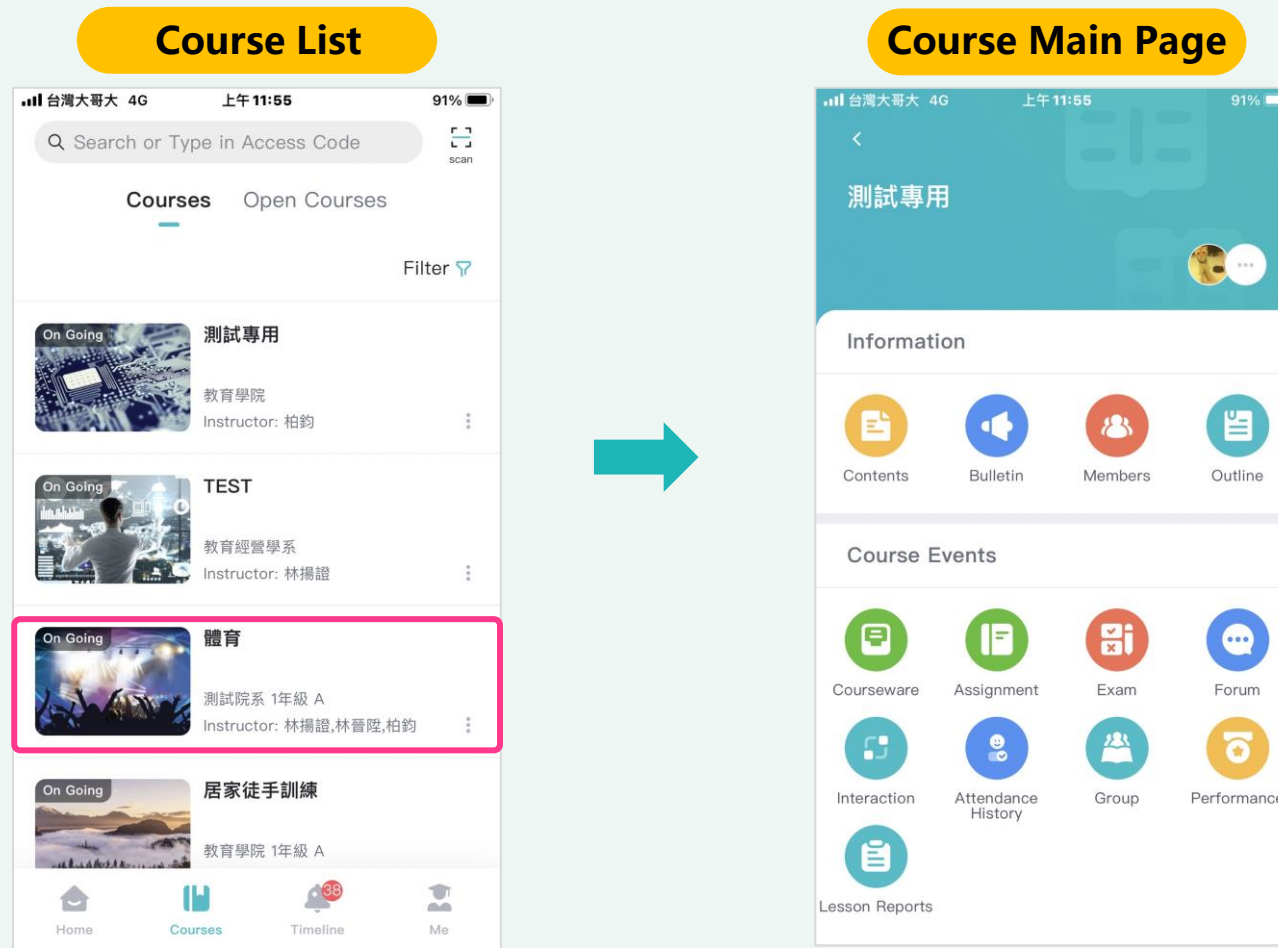 Course List
台灣大哥大 4G 上午11:55 91%
Search or Type in Access Code
scan
Courses Open Courses
Filter
On Going
測試專用
教育學院
Instructor: 柏鈞
On Going
TEST
教育經營學系
Instructor: 林揚證
On Going
體育
測試院系 1年級 A
Instructor: 林揚證,林晉陞,柏鈞
On Going
居家徒手訓練
教育學院 1年級 A
38
Home Courses Timeline Me
Course Main Page
台灣大哥大 4G 上午11:55 91%
測試專用
Information
Contents Bulletin Members Outline
Course Events
Courseware Assignment Exam Forum
Interaction Attendance History Group Performance
Lesson Reports